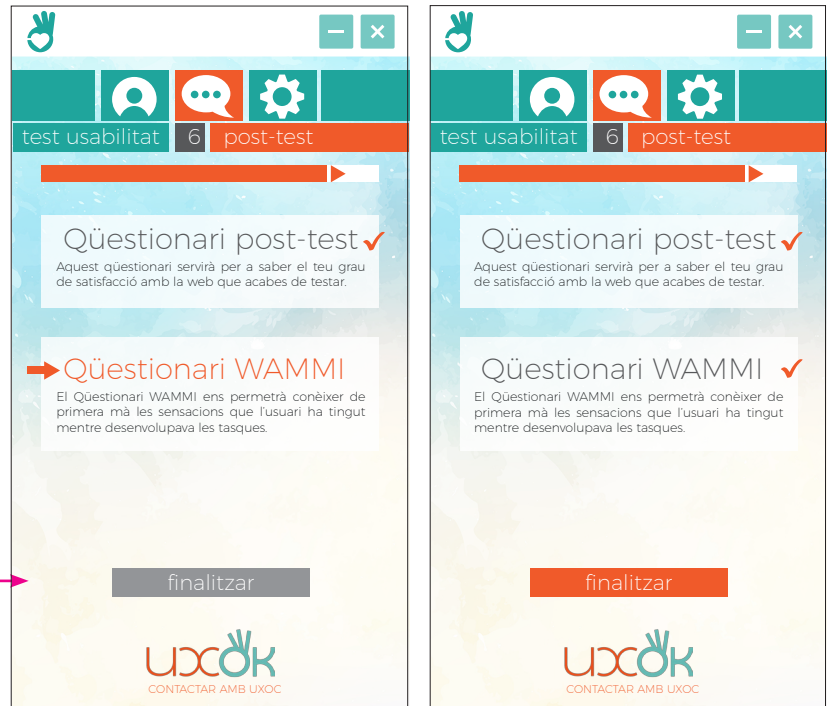 test usabilitat 6 post-test
Qüestionari post-test
Aquest qüestionari servirà per a saber el teu grau
de satisfacció amb la web que acabes de testar.
Qüestionari WAMMI
El Qüestionari WAMMI ens permetrà conèixer de
primera mà les sensacions que l'usuari ha tingut
mentre desenvolupava les tasques.
finalitzar
UXOK
CONTACTAR AMB UXOC
test usabilitat 6 post-test
Qüestionari post-test
Aquest qüestionari servirà per a saber el teu grau
de satisfacció amb la web que acabes de testar.
Qüestionari WAMMI
El Qüestionari WAMMI ens permetrà conèixer de
primera mà les sensacions que l'usuari ha tingut
mentre desenvolupava les tasques.
finalitzar
UXOK
CONTACTAR AMB UXOC